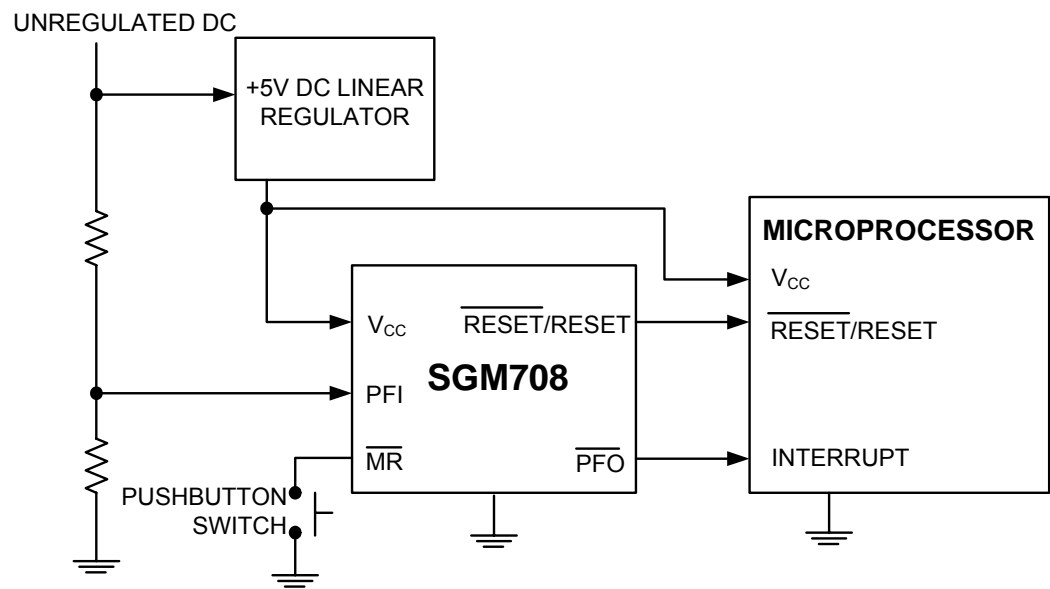 UNREGULATED DC
+5V DC LINEAR
REGULATOR
MICROPROCESSOR
VCC
RESET/RESET
INTERRUPT
VCC
RESET/RESET
SGM708
PFI
MR
PFO
PUSHBUTTON
SWITCH